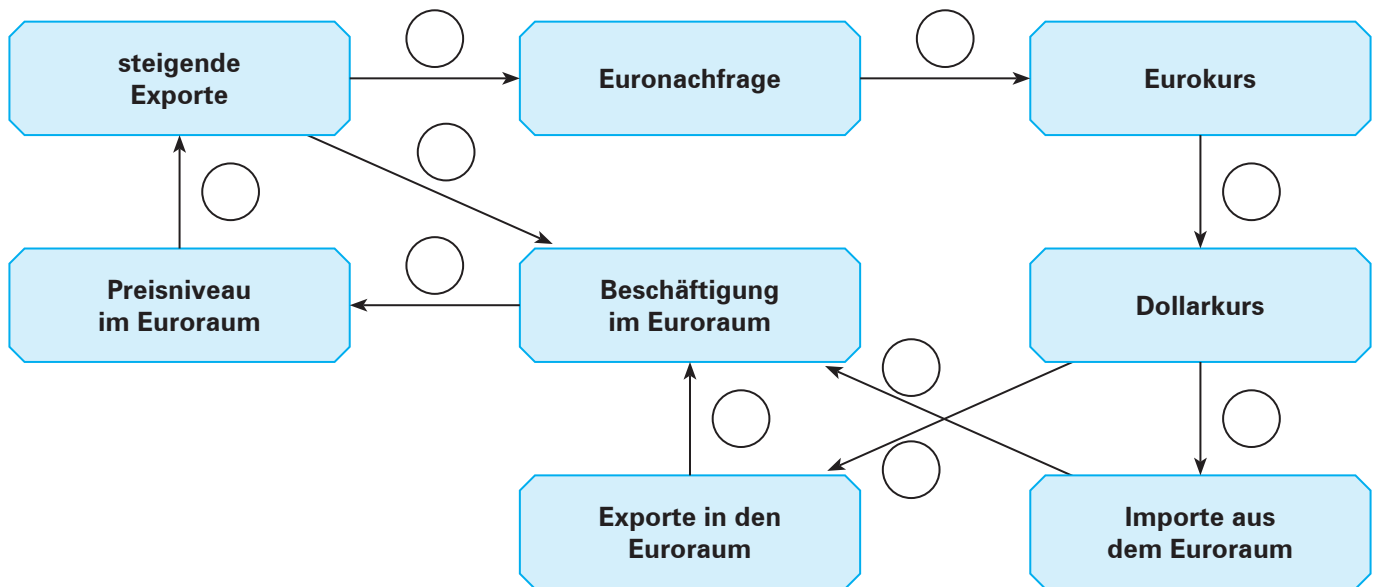 steigende
Exporte
Euronachfrage
Eurokurs
Preisniveau
im Euroraum
Beschäftigung
im Euroraum
Dollarkurs
Exporte in den
Euroraum
Importe aus
dem Euroraum